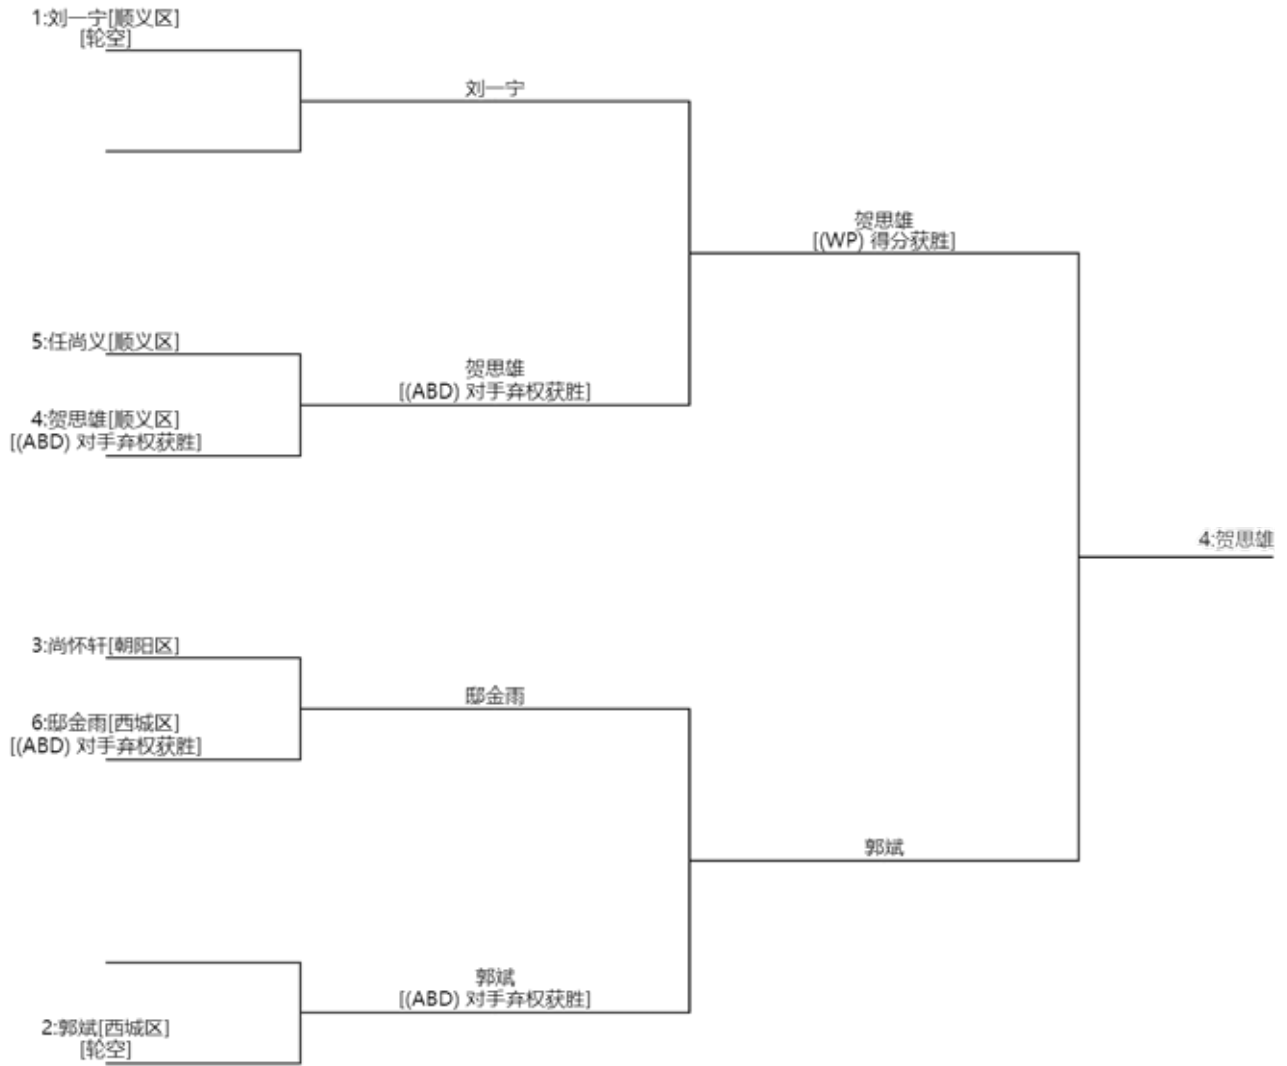 1:刘一宁[顺义区]
[轮空]
刘一宁
贺思雄
[(WP) 得分获胜]
5:任尚义[顺义区]
贺思雄
[(ABD) 对手弃权获胜]
4:贺思雄[顺义区]
[(ABD) 对手弃权获胜]
4:贺思雄
3:尚怀轩[朝阳区]
邸金雨
6:邸金雨[西城区]
[(ABD) 对手弃权获胜]
郭斌
郭斌
[(ABD) 对手弃权获胜]
2:郭斌[西城区]
[轮空]